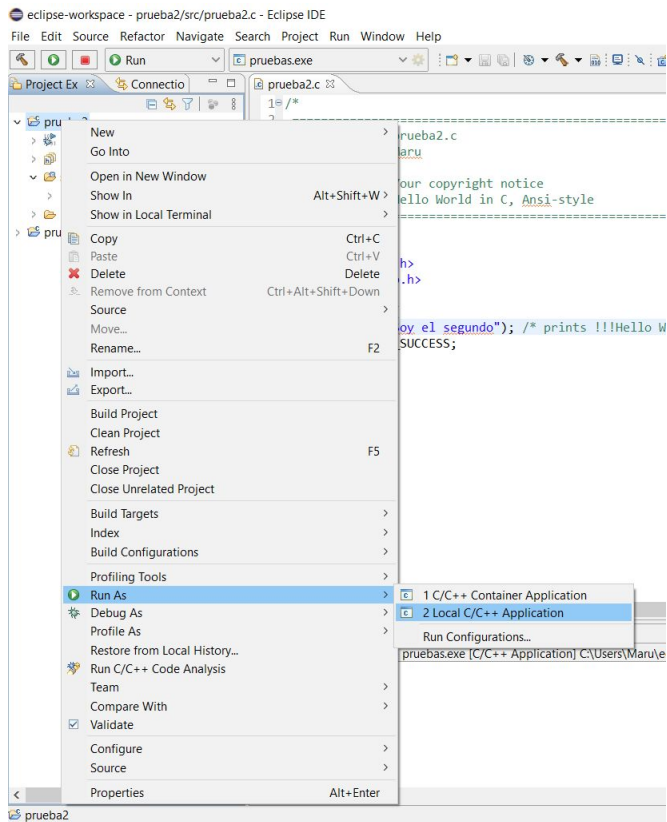 eclipse-workspace - prueba2/src/prueba2.c - Eclipse IDE
File Edit Source Refactor Navigate Search Project Run Window Help
Run
pruebas.exe
Project Ex
Connectio
prueba2.c
1 /*
2 ====================================================
prueba2.c
Maru
our copyright notice
ello World in C, Ansi-style
====================================================
h>
.h>
oy el segundo"); /* prints !!!Hello W
_SUCCESS;
pru
pru
New
Go Into
Open in New Window
Show In Alt+Shift+W
Show in Local Terminal
Copy Ctrl+C
Paste Ctrl+V
Delete Delete
Remove from Context Ctrl+Alt+Shift+Down
Source
Move...
Rename... F2
Import...
Export...
Build Project
Clean Project
Refresh F5
Close Project
Close Unrelated Project
Build Targets
Index
Build Configurations
Profiling Tools
Run As
Debug As
Profile As
Restore from Local History...
Run C/C++ Code Analysis
Team
Compare With
Validate
Configure
Source
Properties Alt+Enter
1 C/C++ Container Application
2 Local C/C++ Application
Run Configurations...
pruebas.exe [C/C++ Application] C:\Users\Maru\e
prueba2